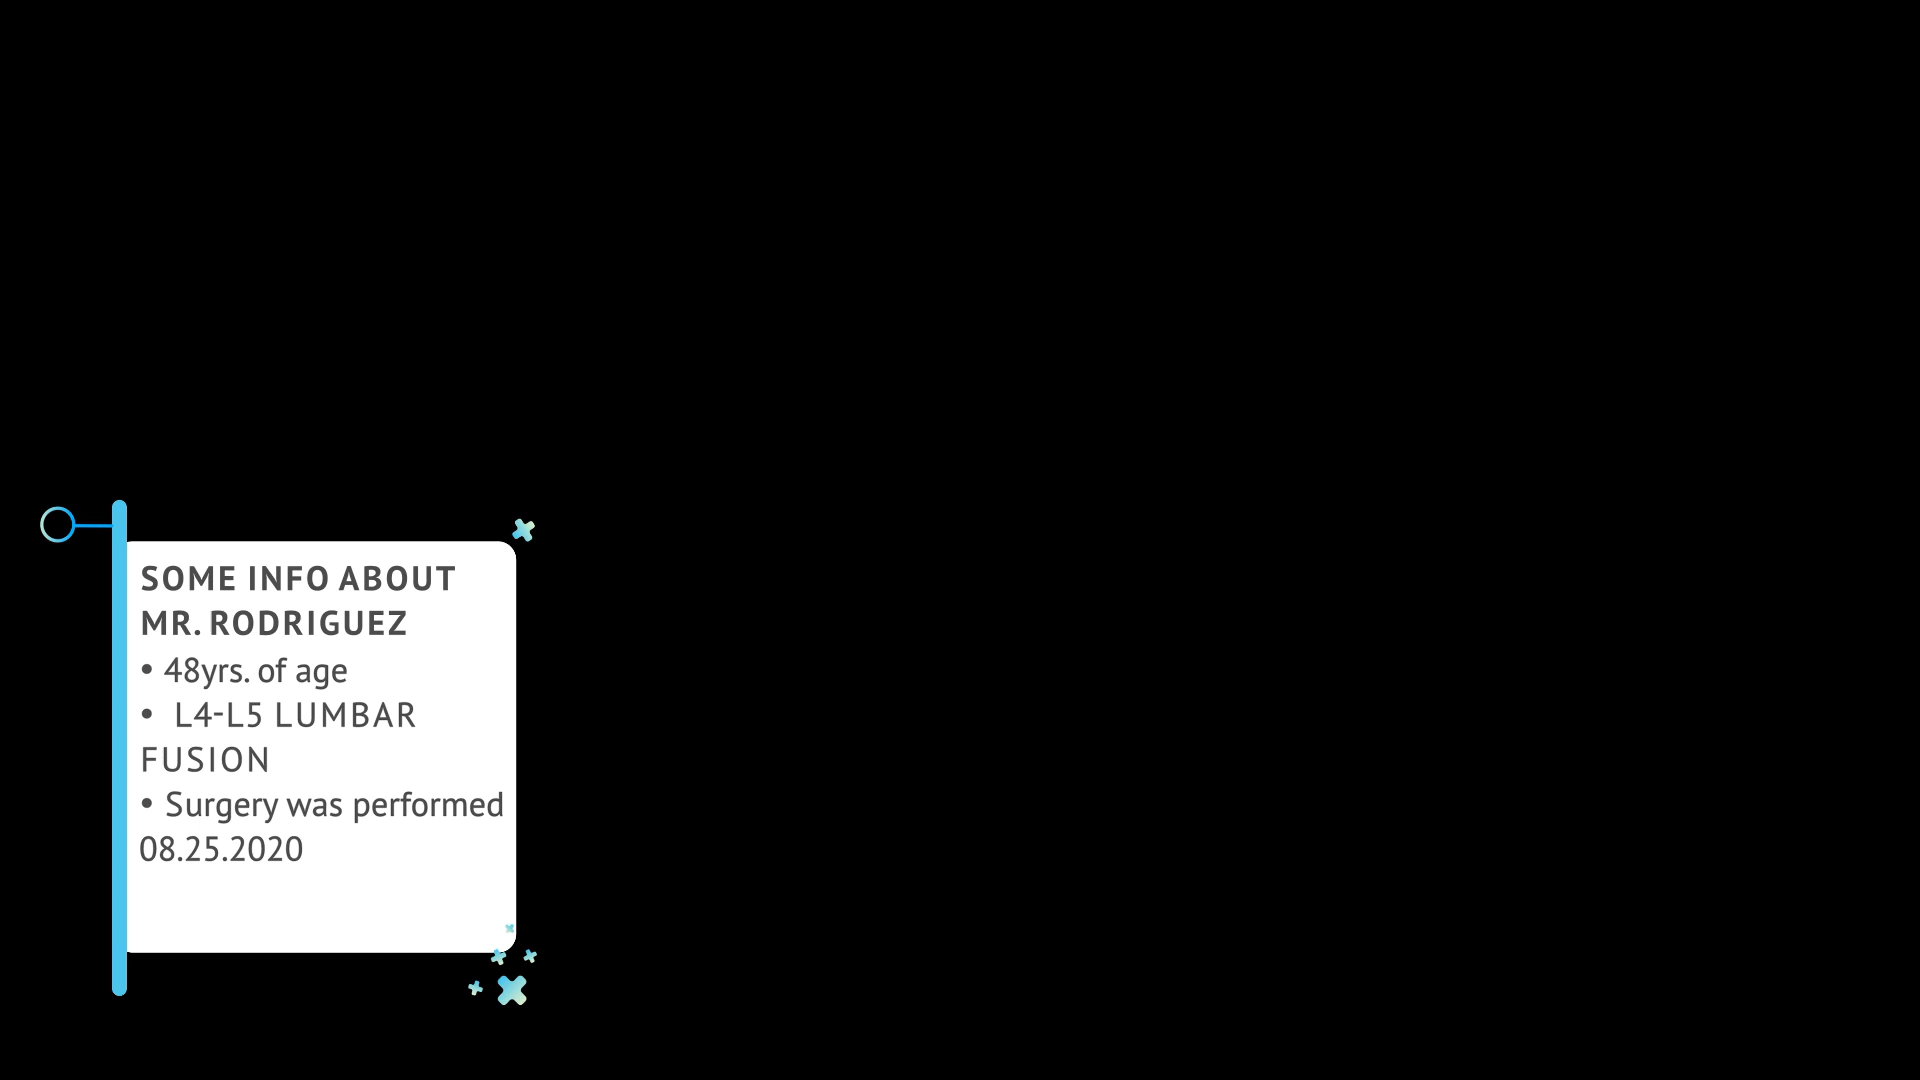 SOME INFO ABOUT
MR. RODRIGUEZ
• 48yrs. of age
• L4-L5 LUMBAR
FUSION
• Surgery was performed
08.25.2020